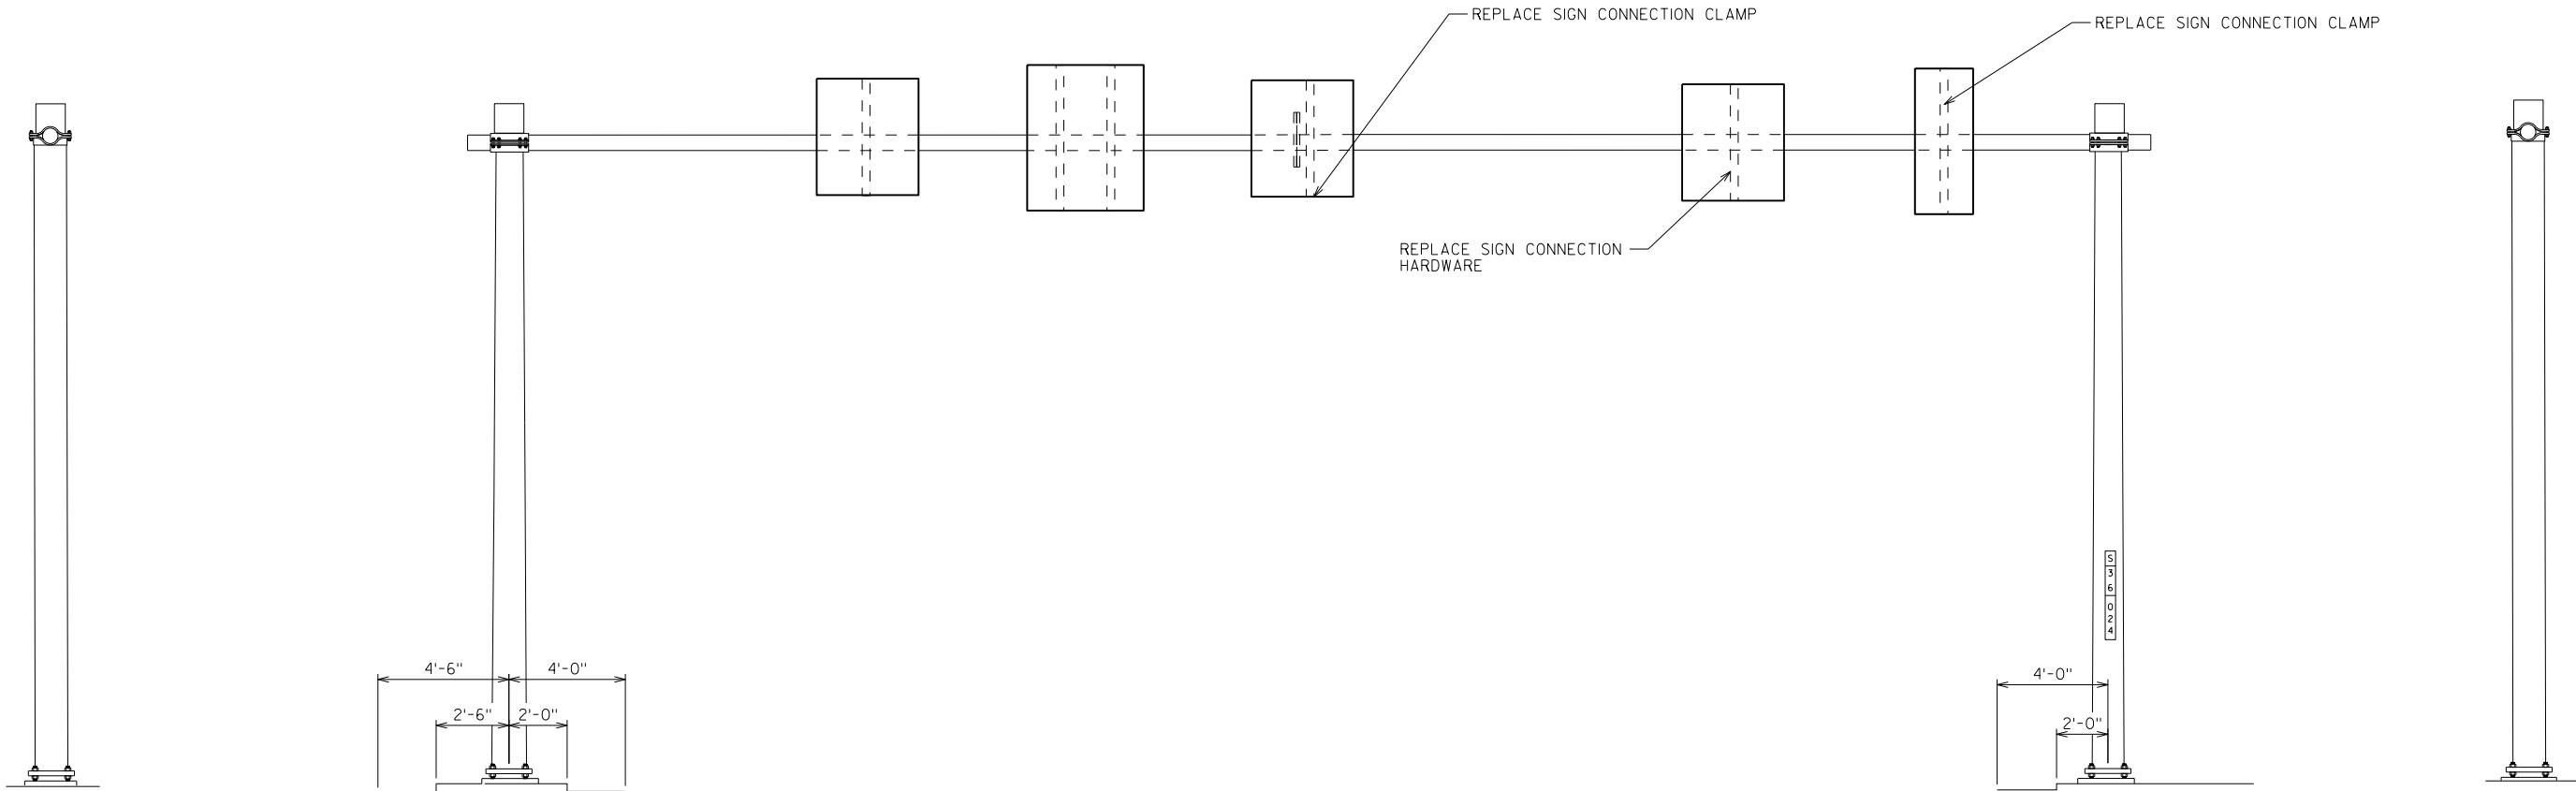 REPLACE SIGN CONNECTION CLAMP
REPLACE SIGN CONNECTION CLAMP
REPLACE SIGN CONNECTION
HARDWARE
S
3
6
0
2
4
4'-6"
4'-0"
2'-6"
2'-0"
4'-0"
2'-0"